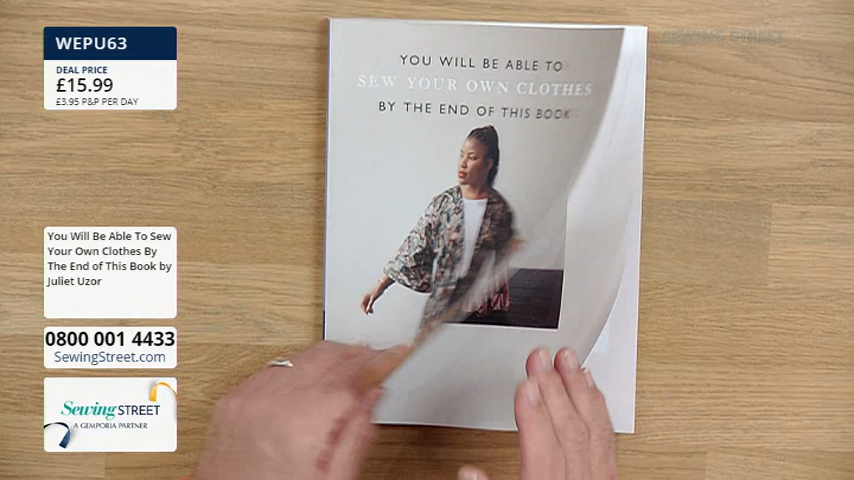 WEPU63
DEAL PRICE
£15.99
£3.95 P&P PER DAY
You Will Be Able To Sew
Your Own Clothes By
The End of This Book by
Juliet Uzor
0800 001 4433
SewingStreet.com
Sewing STREET
A GEMPORIA PARTNER
SEWING STREET
YOU WILL BE ABLE TO
SEW YOUR OWN CLOTHES
BY THE END OF THIS BOOK